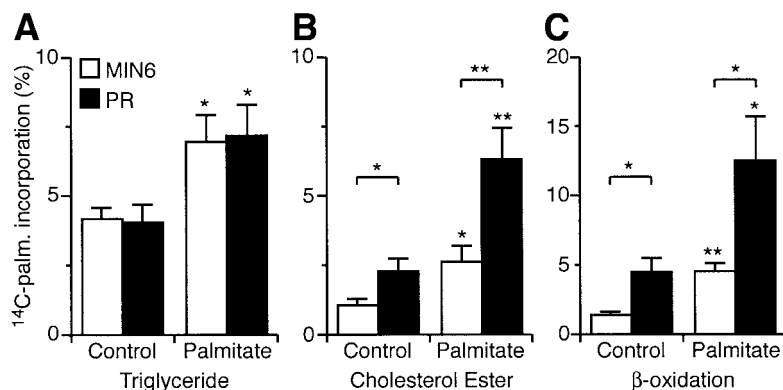 A
B
C
¹⁴C-palm. incorporation (%)
10
5
0
MIN6
PR
*
*
Control
Palmitate
Triglyceride
10
5
0
*
**
*
**
Control
Palmitate
Cholesterol Ester
20
15
10
5
0
*
*
**
*
Control
Palmitate
β-oxidation